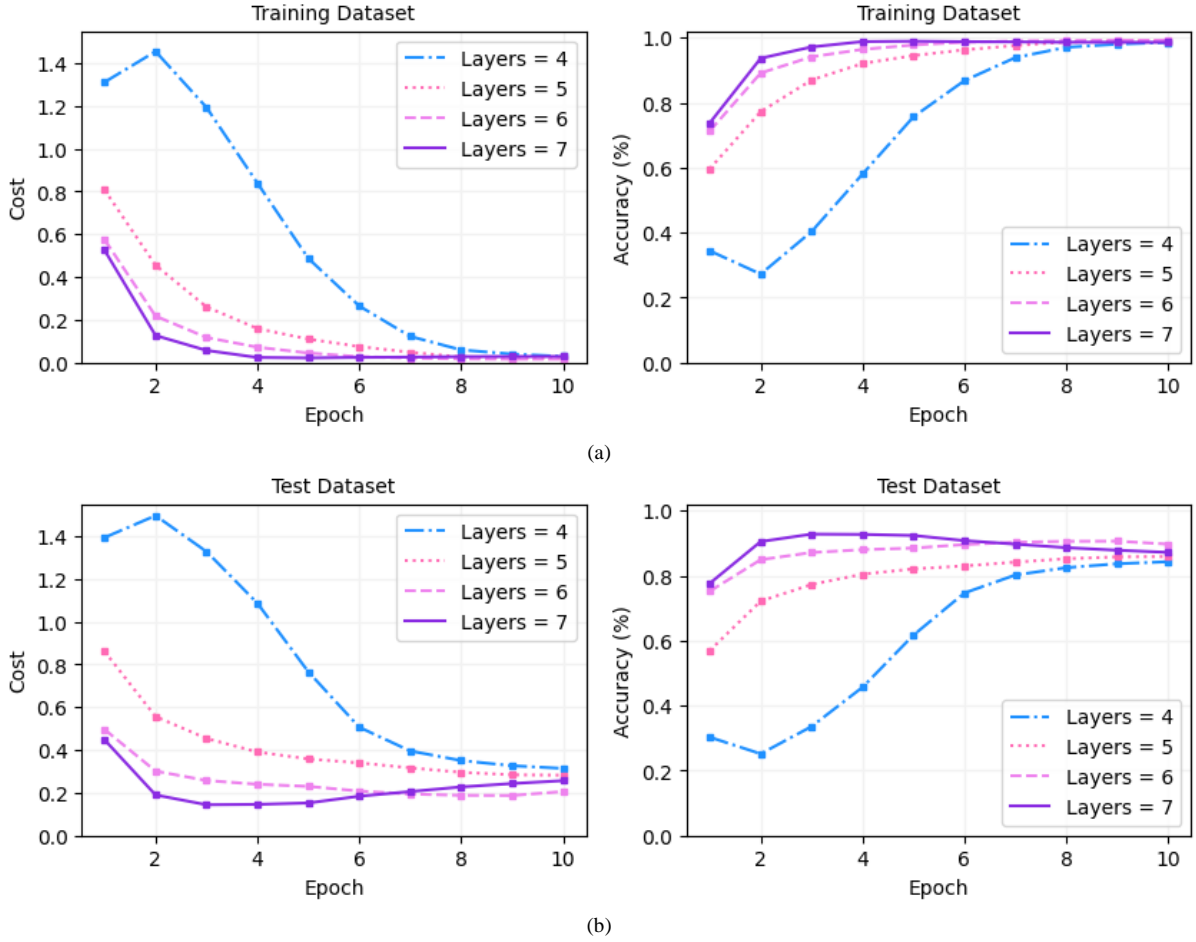 Training Dataset
Cost
1.4
1.2
1.0
0.8
0.6
0.4
0.2
0.0
2 4 6 8 10
Epoch
Layers = 4
Layers = 5
Layers = 6
Layers = 7
Training Dataset
Accuracy (%)
1.0
0.8
0.6
0.4
0.2
0.0
2 4 6 8 10
Epoch
Layers = 4
Layers = 5
Layers = 6
Layers = 7
(a)
Test Dataset
Cost
1.4
1.2
1.0
0.8
0.6
0.4
0.2
0.0
2 4 6 8 10
Epoch
Layers = 4
Layers = 5
Layers = 6
Layers = 7
Test Dataset
Accuracy (%)
1.0
0.8
0.6
0.4
0.2
0.0
2 4 6 8 10
Epoch
Layers = 4
Layers = 5
Layers = 6
Layers = 7
(b)